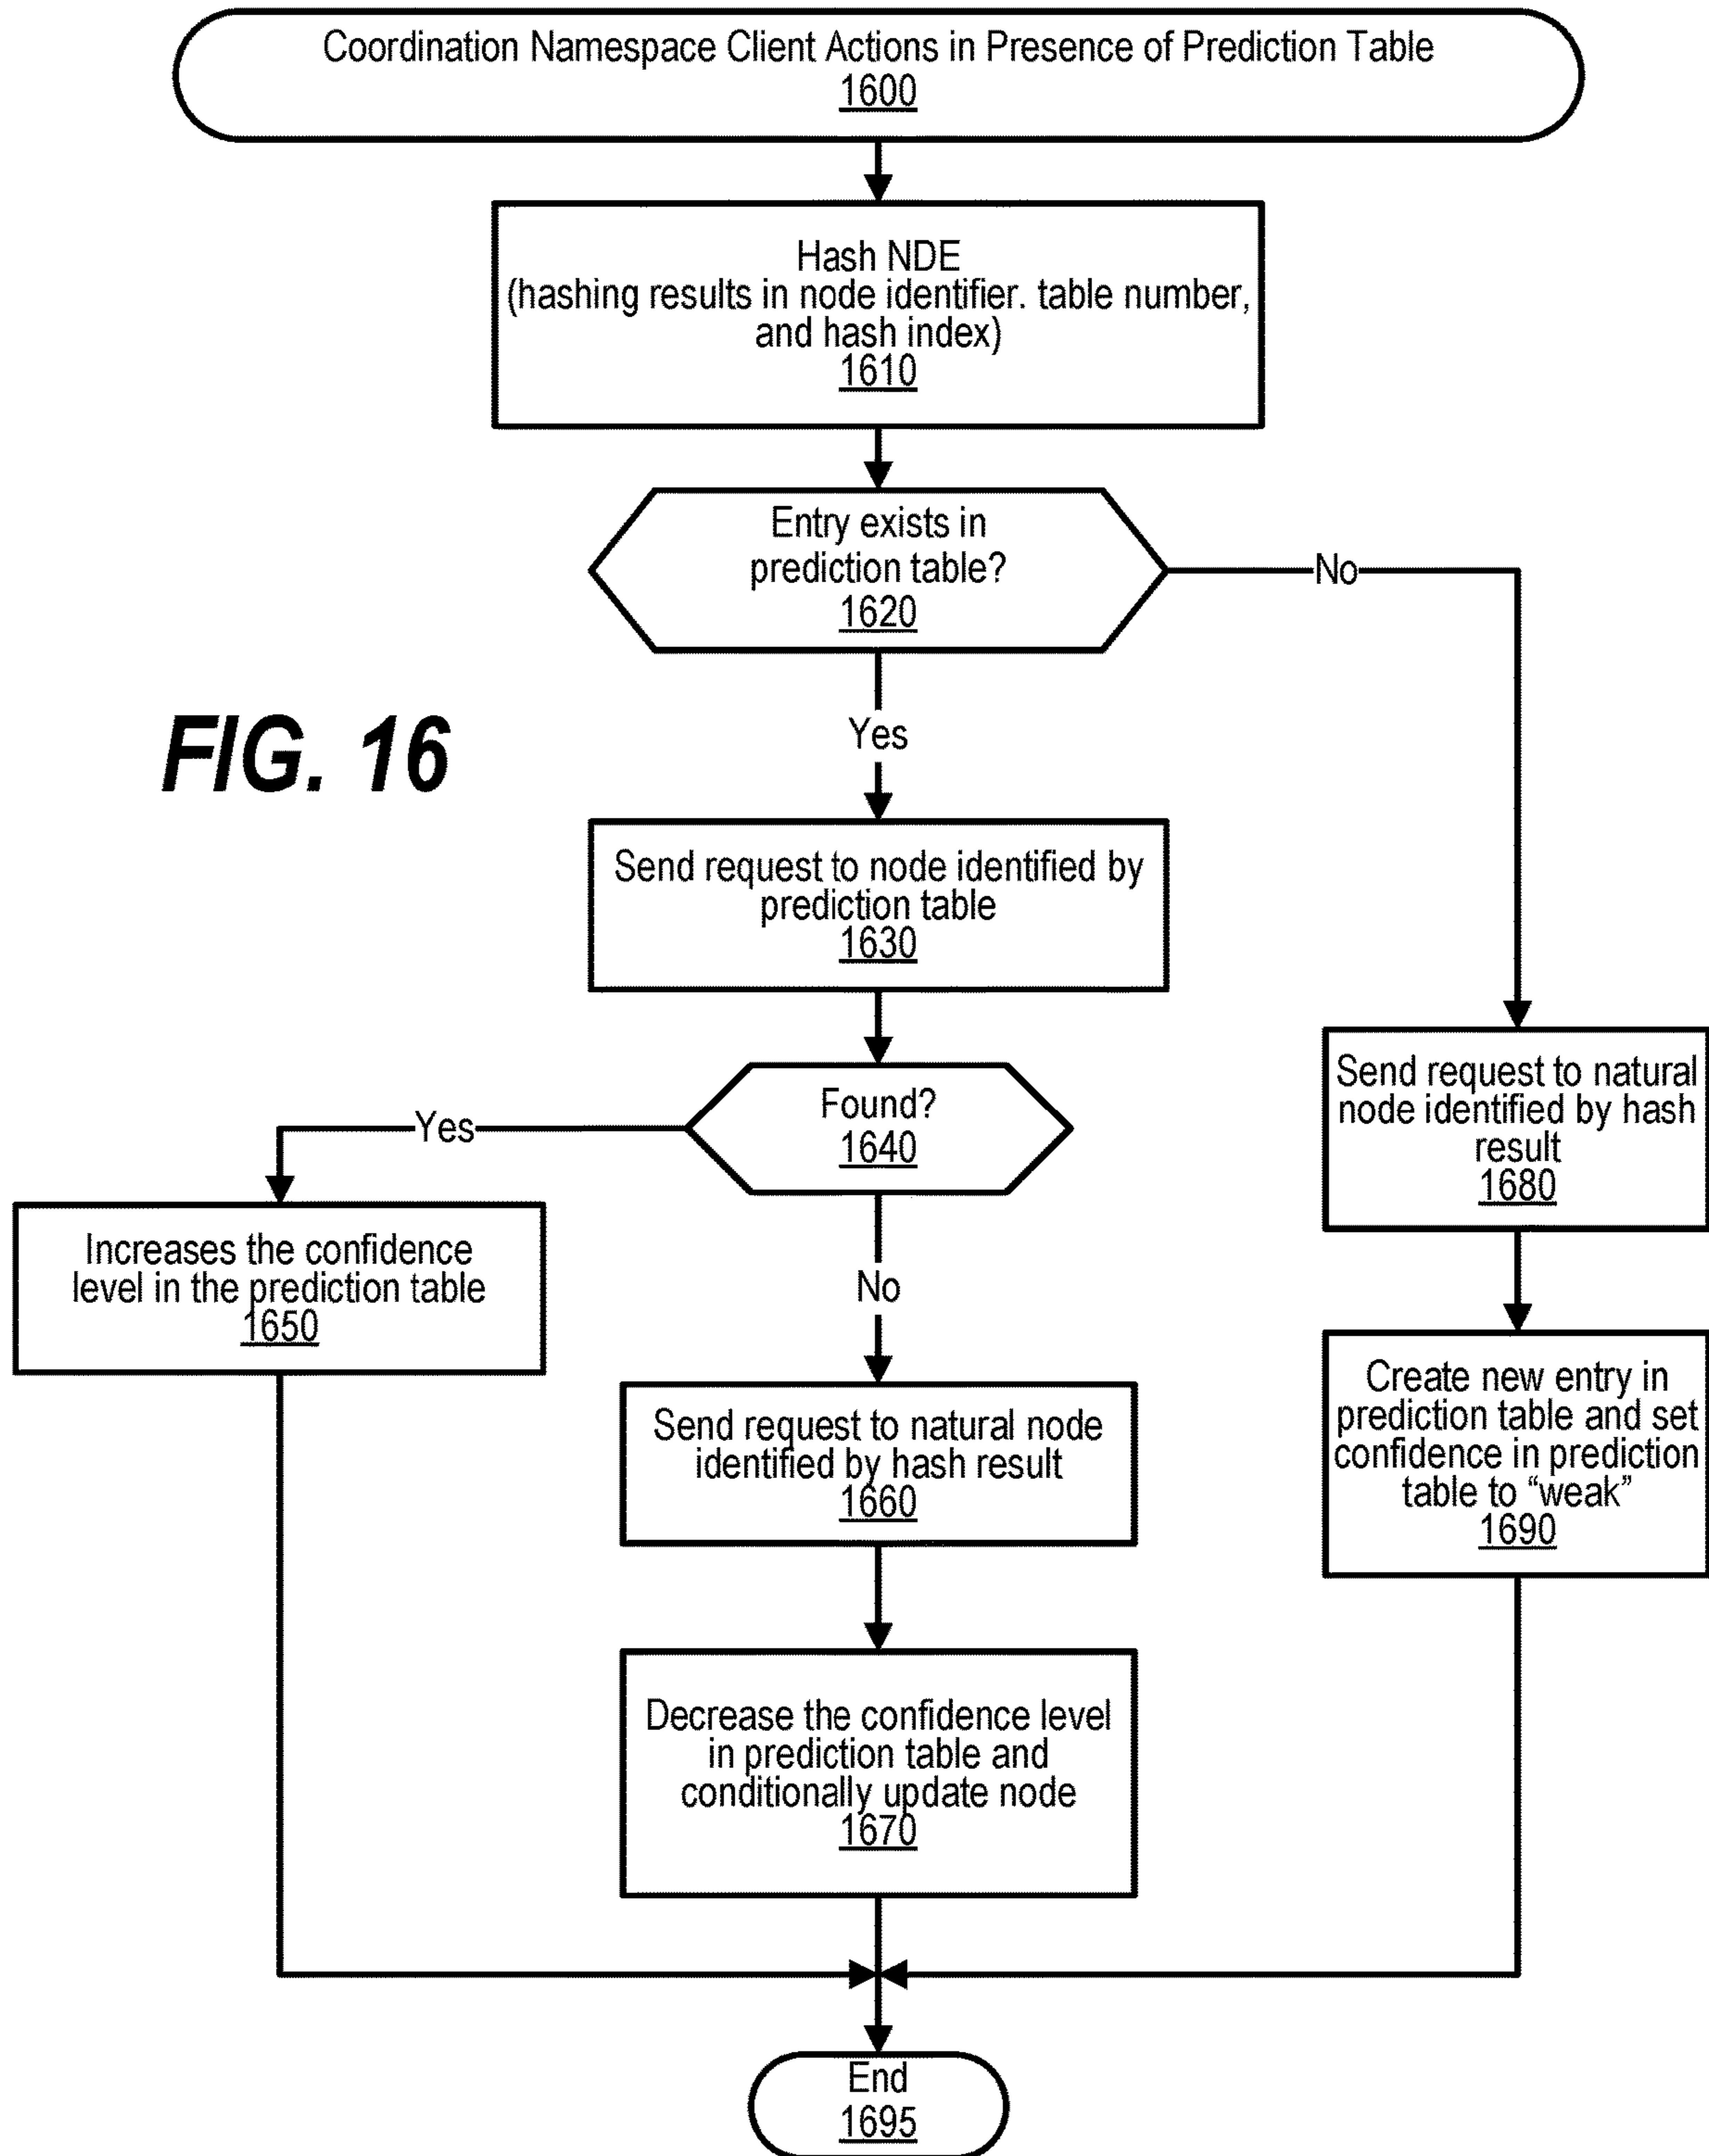 Coordination Namespace Client Actions in Presence of Prediction Table
1600
Hash NDE
(hashing results in node identifier. table number,
and hash index)
1610
Entry exists in
prediction table?
1620
No
Yes
FIG. 16
Send request to node identified by
prediction table
1630
Found?
1640
Yes
No
Increases the confidence
level in the prediction table
1650
Send request to natural node
identified by hash result
1660
Decrease the confidence level
in prediction table and
conditionally update node
1670
Send request to natural
node identified by hash
result
1680
Create new entry in
prediction table and set
confidence in prediction
table to “weak”
1690
End
1695